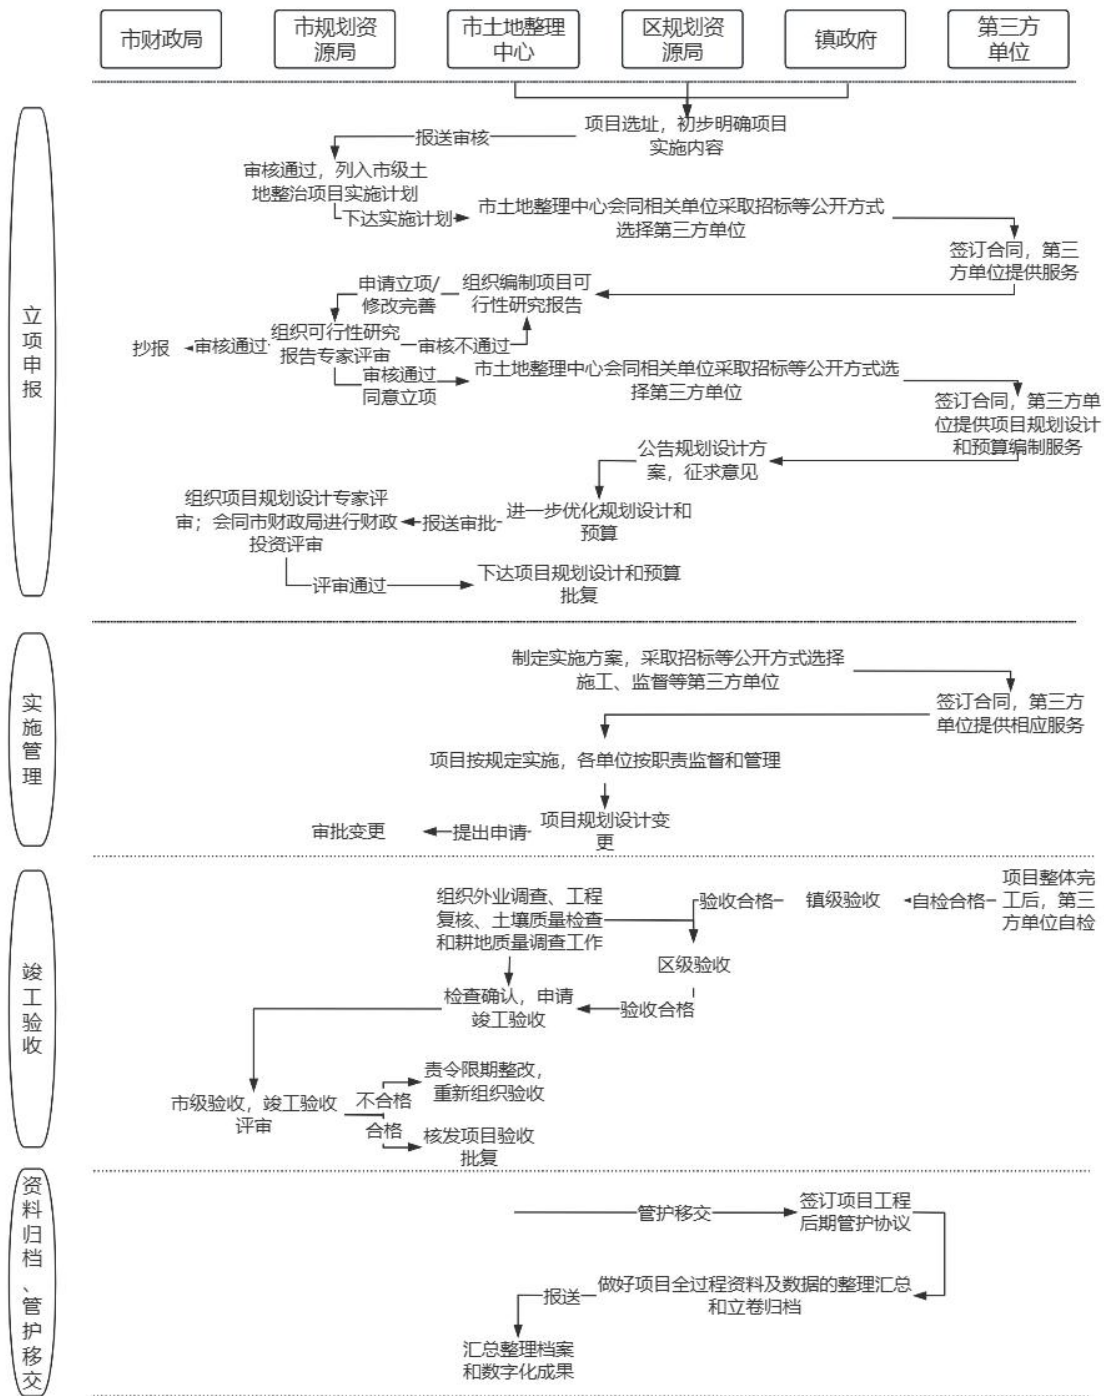 市财政局
市规划资
源局
市土地整理
中心
区规划资
源局
镇政府
第三方
单位
立项申报
项目选址，初步明确项目
实施内容
报送审核
审核通过，列入市级土
地整治项目实施计划
下达实施计划
市土地整理中心会同相关单位采取招标等公开方式
选择第三方单位
签订合同，第三
方单位提供服务
申请立项/
修改完善
组织编制项目可
行性研究报告
抄报
审核通过
组织可行性研究
报告专家评审
审核不通过
审核通过
同意立项
市土地整理中心会同相关单位采取招标等公开方式选
择第三方单位
签订合同，第三方单
位提供项目规划设计
和预算编制服务
公告规划设计方
案，征求意见
组织项目规划设计专家评
审；会同市财政局进行财政
投资评审
报送审批
进一步优化规划设计和
预算
评审通过
下达项目规划设计和预算
批复
实施管理
制定实施方案，采取招标等公开方式选择
施工、监督等第三方单位
签订合同，第三方
单位提供相应服务
项目按规定实施，各单位按职责监督和管理
审批变更
提出申请
项目规划设计变
更
竣工验收
组织外业调查、工程
复核、土壤质量检查
和耕地质量调查工作
验收合格
镇级验收
自检合格
项目整体完
工后，第三
方单位自检
区级验收
检查确认，申请
竣工验收
验收合格
市级验收，竣工验收
评审
不合格
责令限期整改，
重新组织验收
合格
核发项目验收
批复
资料归档、管护移交
管护移交
签订项目工程
后期管护协议
做好项目全过程资料及数据的整理汇总
和立卷归档
报送
汇总整理档案
和数字化成果